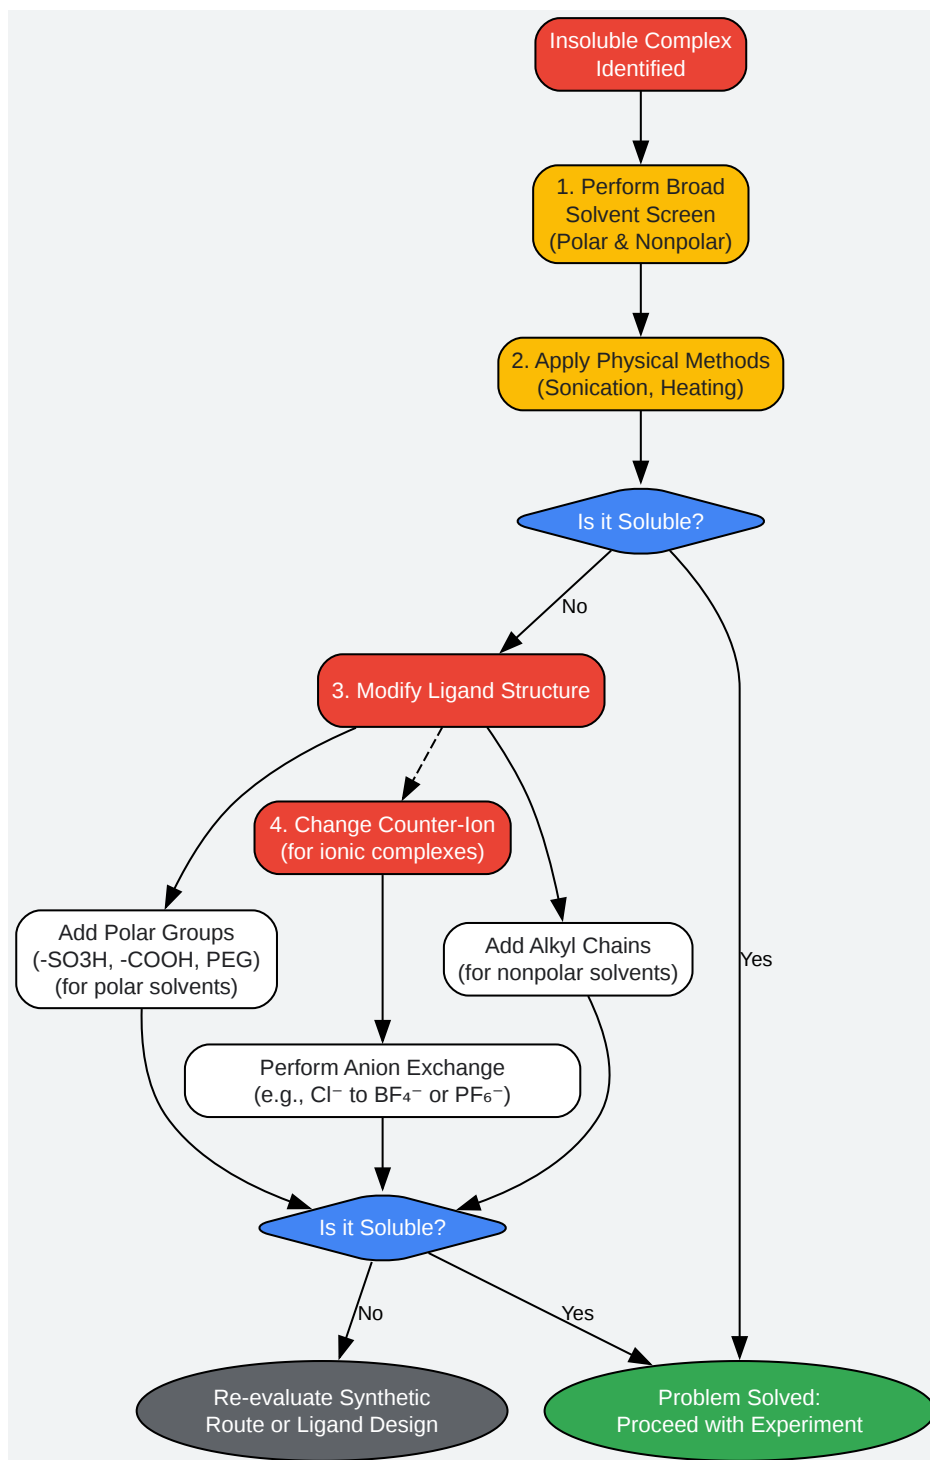 Insoluble Complex
Identified
1. Perform Broad
Solvent Screen
(Polar & Nonpolar)
2. Apply Physical Methods
(Sonication, Heating)
Is it Soluble?
No
3. Modify Ligand Structure
4. Change Counter-Ion
(for ionic complexes)
Add Polar Groups
(-SO3H, -COOH, PEG)
(for polar solvents)
Add Alkyl Chains
(for nonpolar solvents)
Yes
Perform Anion Exchange
(e.g., Cl⁻ to BF₄⁻ or PF₆⁻)
Is it Soluble?
No
Yes
Re-evaluate Synthetic
Route or Ligand Design
Problem Solved:
Proceed with Experiment